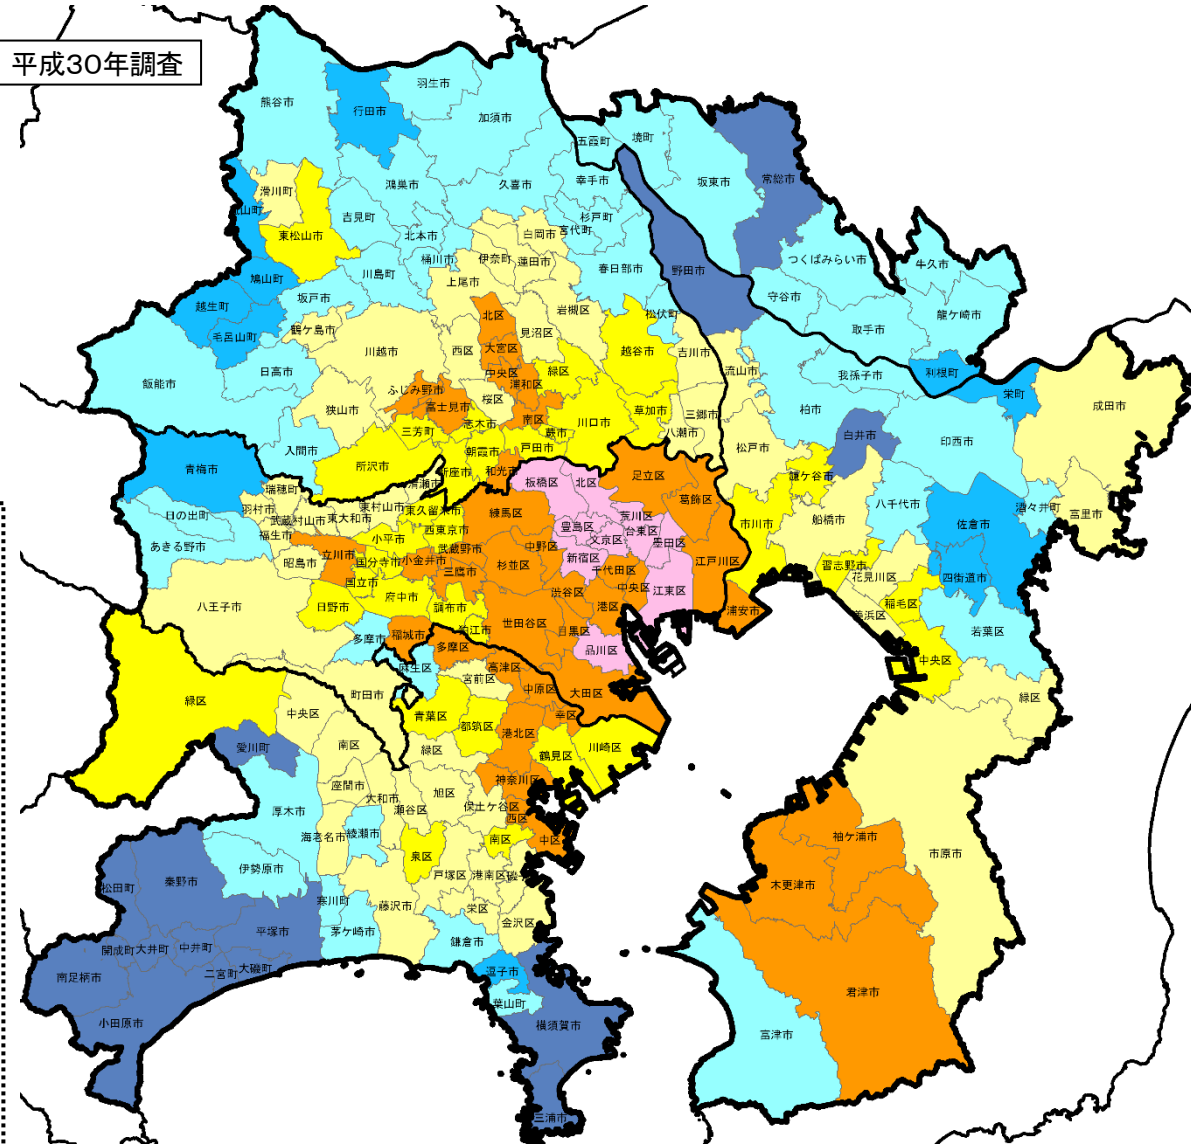 平成30年調査
熊谷市
行田市
羽生市
加須市
五霞町
境町
坂東市
常総市
滑川町
東松山市
吉見町
鴻巣市
久喜市
幸手市
杉戸町
宮代町
白岡市
北本市
桶川市
伊奈町
蓮田市
上尾市
春日部市
野田市
つくばみらい市
牛久市
守谷市
龍ケ崎市
取手市
利根町
鳩山町
越生町
毛呂山町
川島町
坂戸市
鶴ケ島市
川越市
日高市
飯能市
狭山市
入間市
西区
北区
大宮区
見沼区
岩槻区
中央区
浦和区
緑区
桜区
南区
越谷市
松伏町
吉川市
草加市
三郷市
八潮市
川口市
蕨市
戸田市
ふじみ野市
富士見市
三芳町
志木市
朝霞市
新座市
和光市
所沢市
流山市
我孫子市
柏市
松戸市
白井市
印西市
栄町
成田市
鎌ケ谷市
船橋市
市川市
八千代市
佐倉市
酒々井町
富里市
四街道市
習志野市
花見川区
稲毛区
美浜区
若葉区
中央区
緑区
浦安市
市原市
袖ケ浦市
木更津市
君津市
富津市
青梅市
瑞穂町
羽村市
日の出町
あきる野市
福生市
武蔵村山市
東大和市
東村山市
清瀬市
東久留米市
西東京市
小平市
立川市
昭島市
国分寺市
小金井市
国立市
武蔵野市
三鷹市
府中市
調布市
狛江市
日野市
八王子市
多摩市
稲城市
町田市
板橋区
北区
足立区
葛飾区
練馬区
豊島区
荒川区
台東区
文京区
墨田区
中野区
新宿区
杉並区
千代田区
中央区
江東区
江戸川区
渋谷区
港区
世田谷区
目黒区
品川区
大田区
多摩区
麻生区
高津区
宮前区
中原区
幸区
川崎区
青葉区
都筑区
港北区
鶴見区
緑区
神奈川区
旭区
保土ケ谷区
西区
中区
瀬谷区
南区
泉区
戸塚区
港南区
栄区
金沢区
緑区
中央区
南区
愛川町
厚木市
座間市
大和市
海老名市
綾瀬市
伊勢原市
寒川町
藤沢市
茅ケ崎市
鎌倉市
逗子市
葉山町
横須賀市
三浦市
秦野市
松田町
平塚市
開成町
大井町
中井町
南足柄市
二宮町
大磯町
小田原市